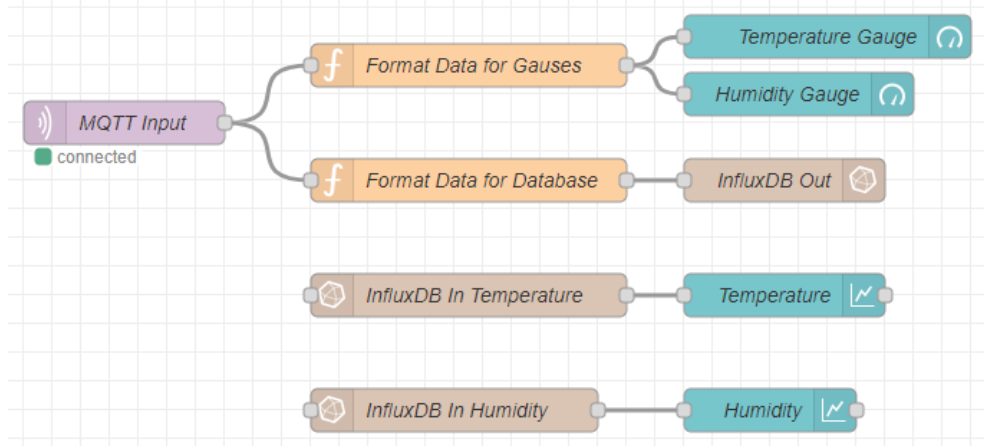 Temperature Gauge
Format Data for Gauses
Humidity Gauge
MQTT Input
connected
Format Data for Database
InfluxDB Out
InfluxDB In Temperature
Temperature
InfluxDB In Humidity
Humidity